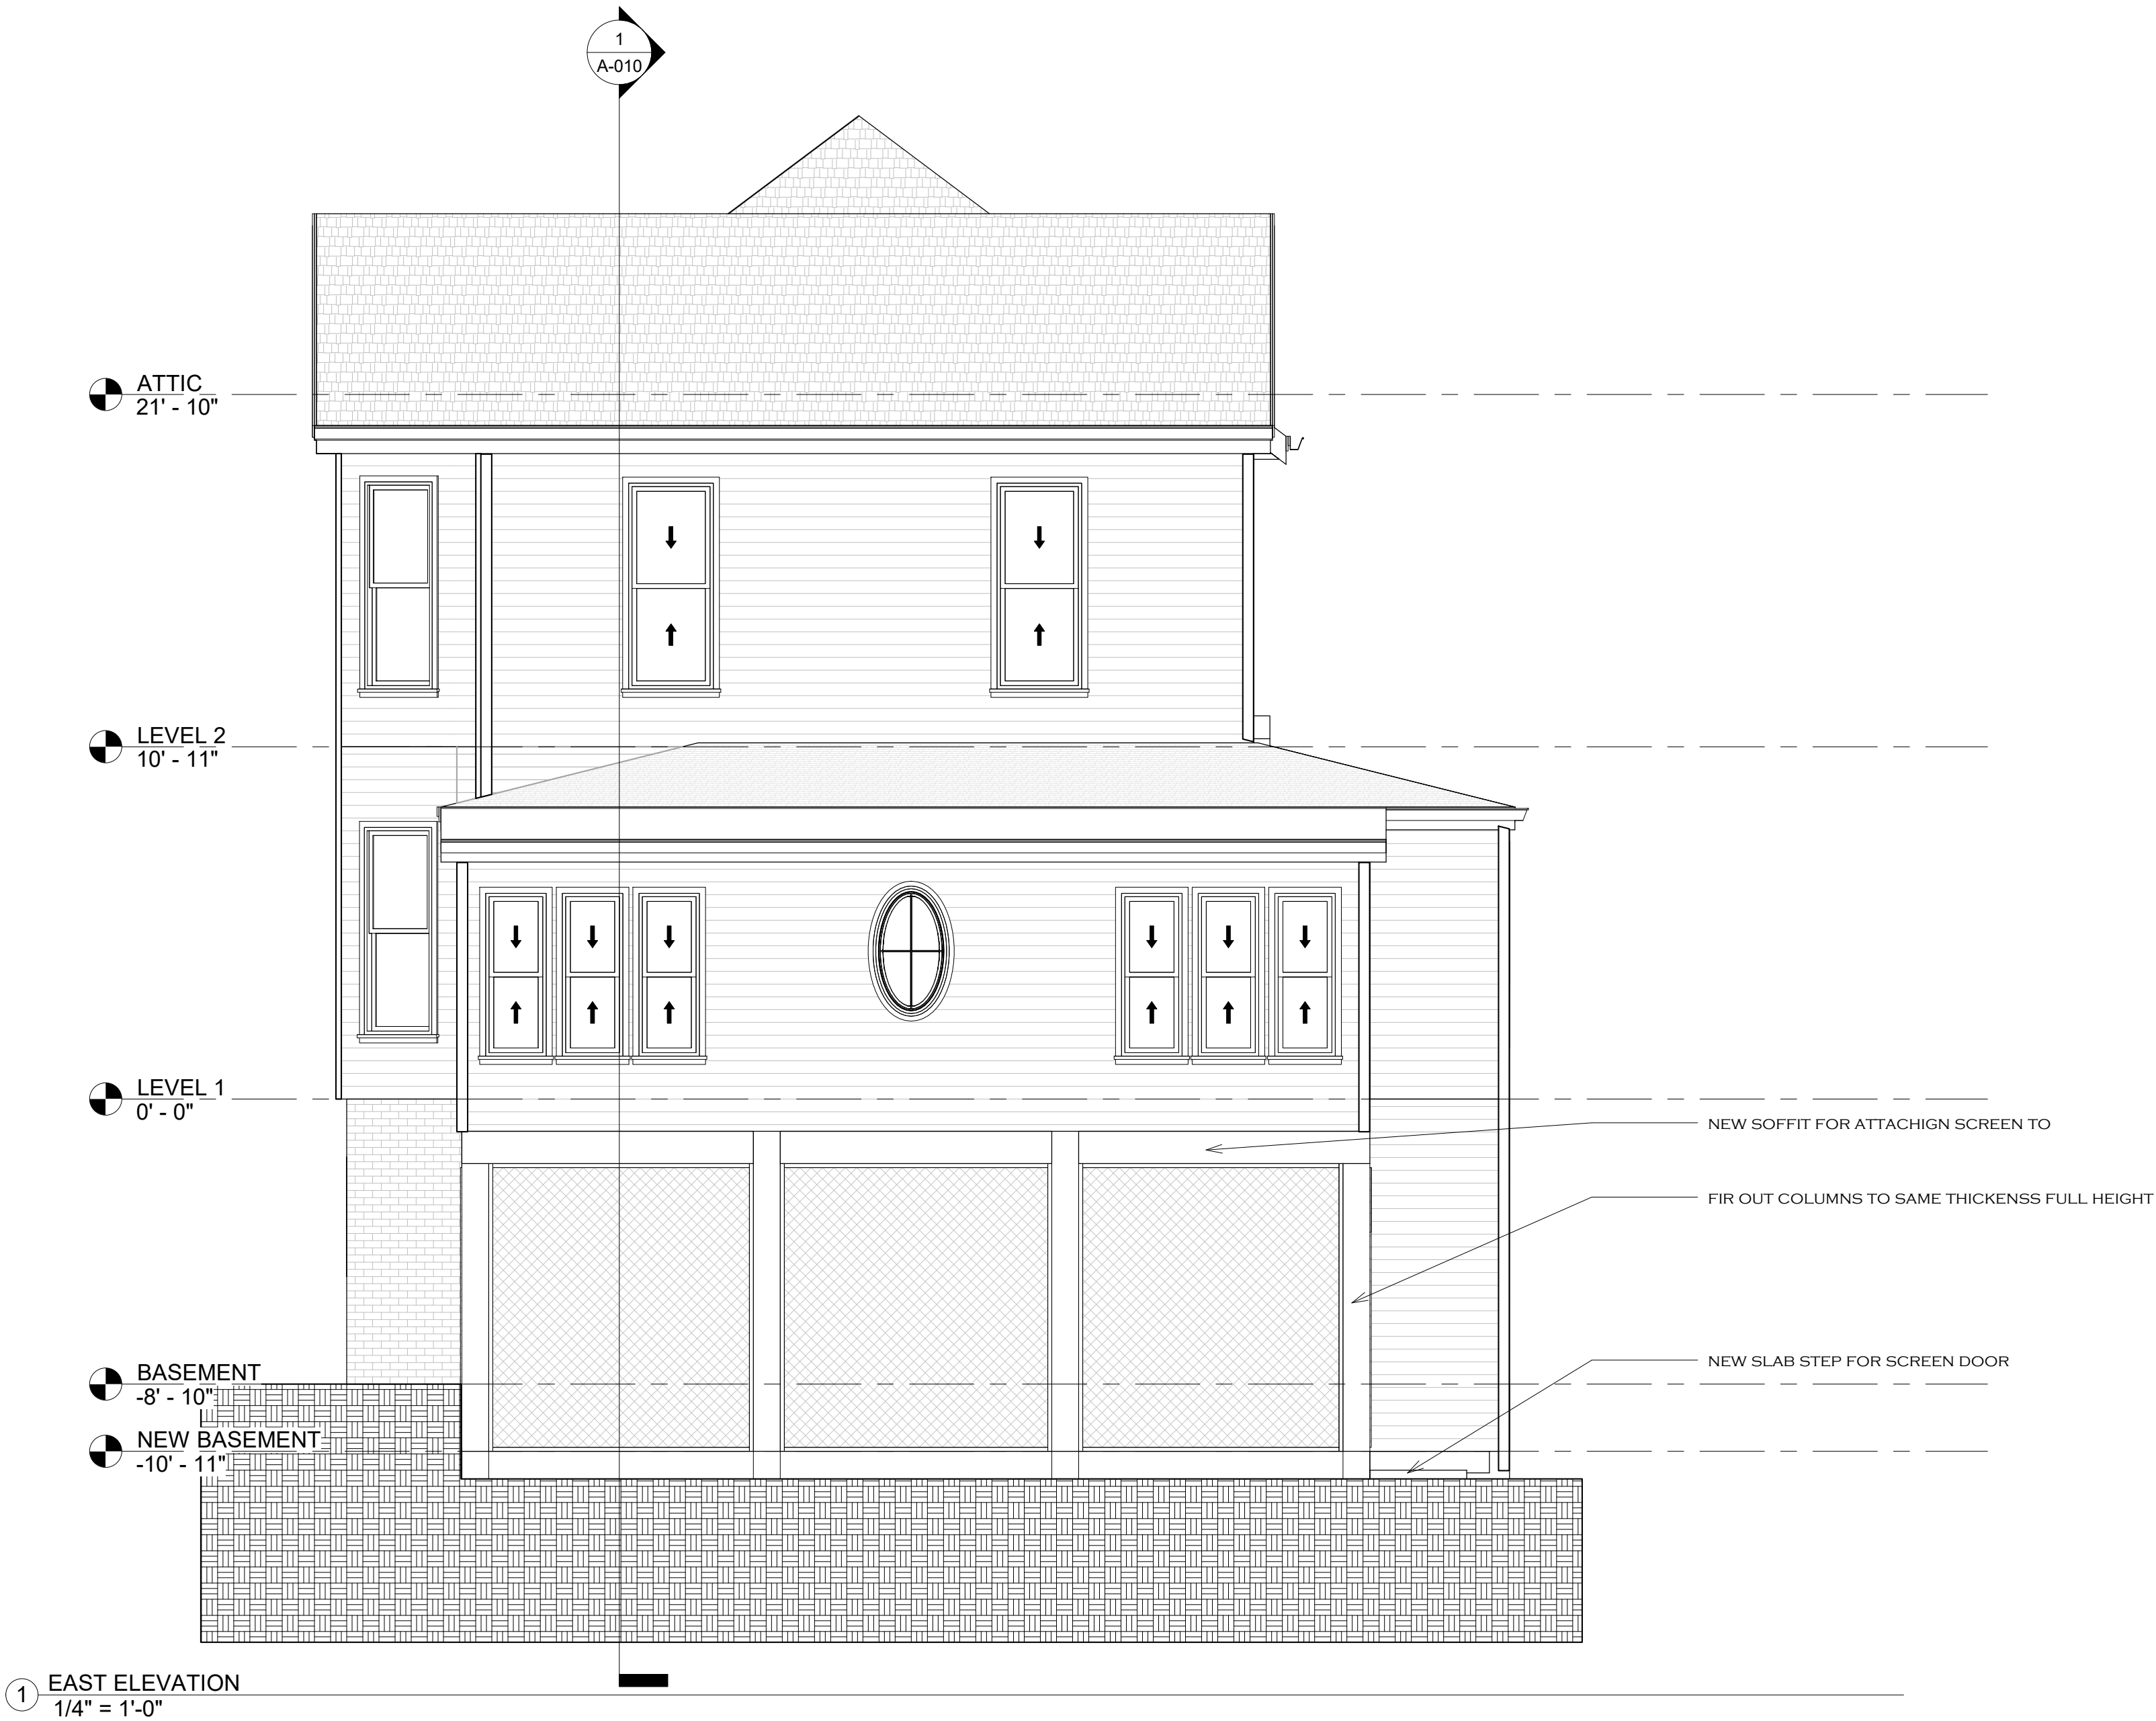 1
A-010
ATTIC
21' - 10"
LEVEL 2
10' - 11"
LEVEL 1
0' - 0"
NEW SOFFIT FOR ATTACHIGN SCREEN TO
FIR OUT COLUMNS TO SAME THICKENSS FULL HEIGHT
NEW SLAB STEP FOR SCREEN DOOR
BASEMENT
-8' - 10"
NEW BASEMENT
-10' - 11"
1
EAST ELEVATION
1/4" = 1'-0"